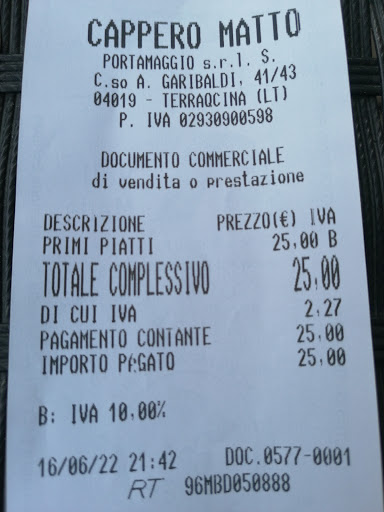 CAPPERO MATTO
PORTAMAGGIO s.r.l. S.
C.so A. GARIBALDI, 41/43
04019 - TERRAQCINA (LT)
P. IVA 02930900598
DOCUMENTO COMMERCIALE
di vendita o prestazione
DESCRIZIONE PREZZO(€) IVA
PRIMI PIATTI 25,00 B
TOTALE COMPLESSIVO 25,00
DI CUI IVA 2,27
PAGAMENTO CONTANTE 25,00
IMPORTO PAGATO 25,00
B: IVA 10,00%
16/06/22 21:42 DOC.0577-0001
RT 96MBD050888